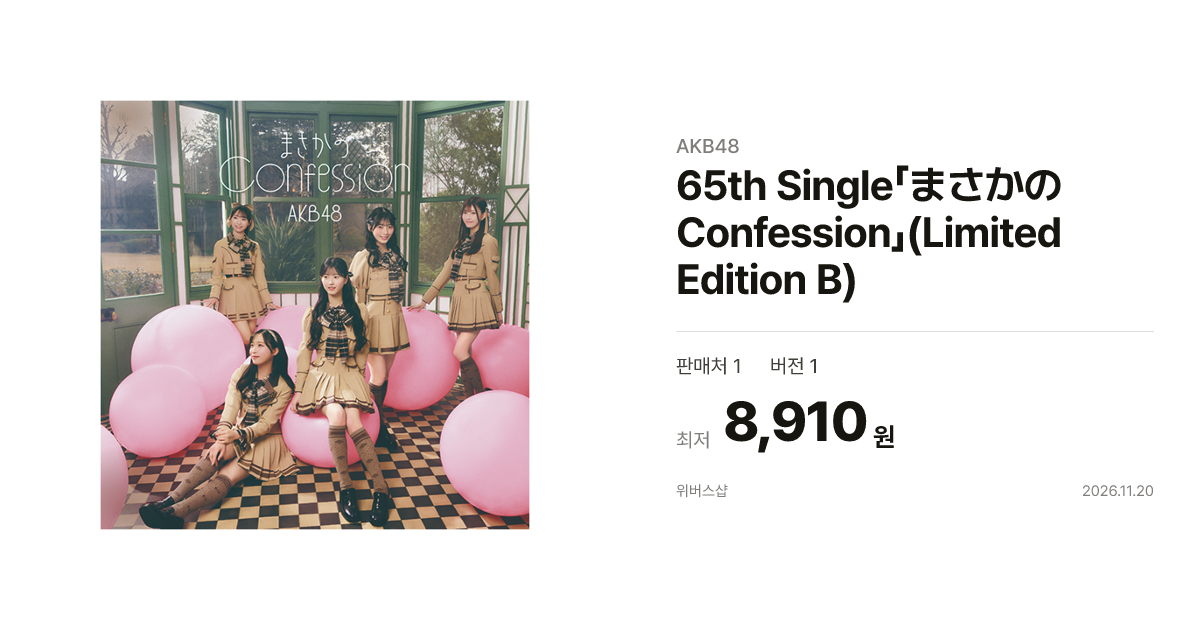 まさかの
Confession
AKB48
AKB48
65th Single「まさかの
Confession」(Limited
Edition B)
판매처 1 버전 1
최저 8,910 원
위버스샵 2026.11.20